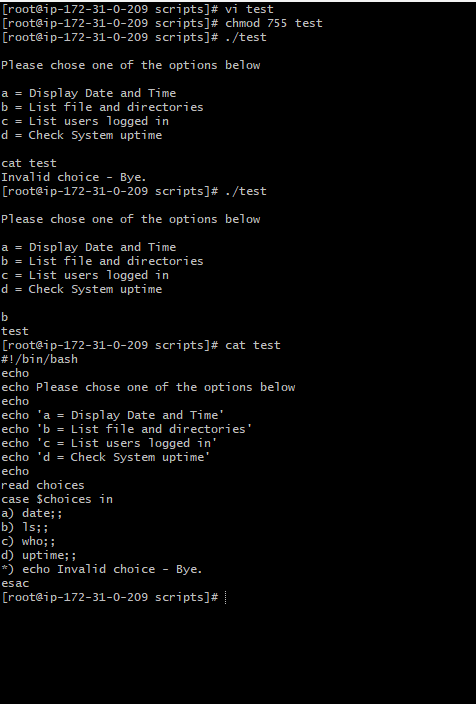 [root@ip-172-31-0-209 scripts]# vi test
[root@ip-172-31-0-209 scripts]# chmod 755 test
[root@ip-172-31-0-209 scripts]# ./test
Please chose one of the options below
a = Display Date and Time
b = List file and directories
c = List users logged in
d = Check System uptime
cat test
Invalid choice - Bye.
[root@ip-172-31-0-209 scripts]# ./test
Please chose one of the options below
a = Display Date and Time
b = List file and directories
c = List users logged in
d = Check System uptime
b
test
[root@ip-172-31-0-209 scripts]# cat test
#!/bin/bash
echo
echo Please chose one of the options below
echo
echo 'a = Display Date and Time'
echo 'b = List file and directories'
echo 'c = List users logged in'
echo 'd = Check System uptime'
echo
read choices
case $choices in
a) date;;
b) ls;;
c) who;;
d) uptime;;
*) echo Invalid choice - Bye.
esac
[root@ip-172-31-0-209 scripts]#